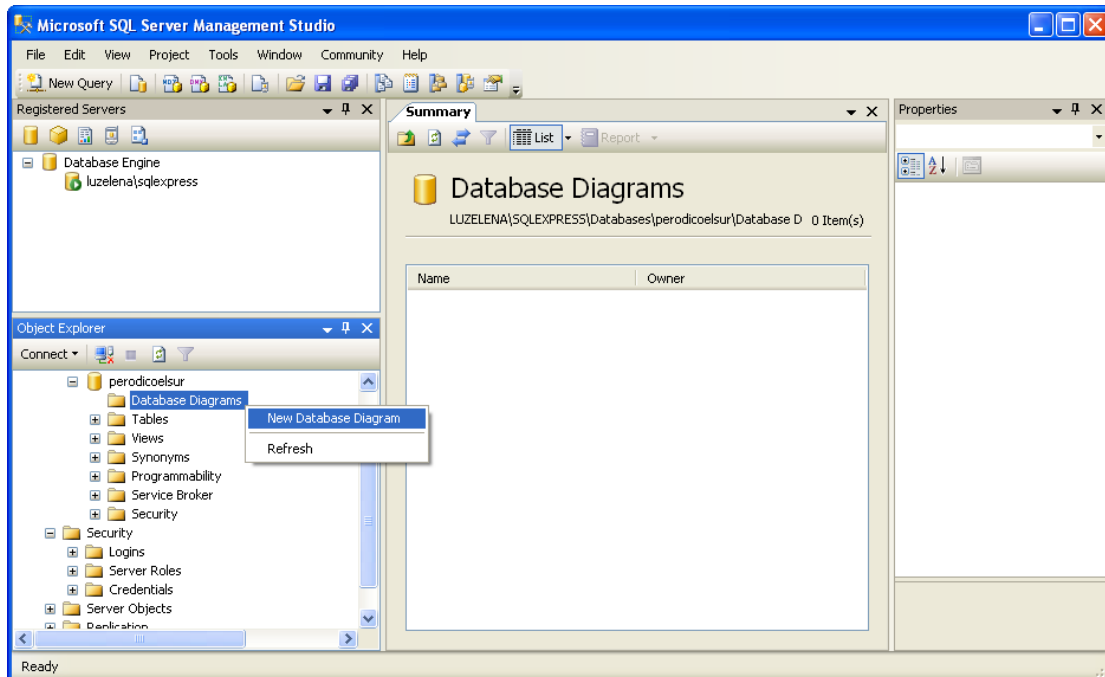 Microsoft SQL Server Management Studio
File Edit View Project Tools Window Community Help
New Query
Registered Servers
Database Engine
luzelena\sqlexpress
Summary
List Report
Database Diagrams
LUZELENA\SQLEXPRESS\Databases\perodicoelsur\Database D 0 Item(s)
Name Owner
Properties
Object Explorer
Connect
perodicoelsur
Database Diagrams
Tables
Views
Synonyms
Programmability
Service Broker
Security
Security
Logins
Server Roles
Credentials
Server Objects
Replication
New Database Diagram
Refresh
Ready